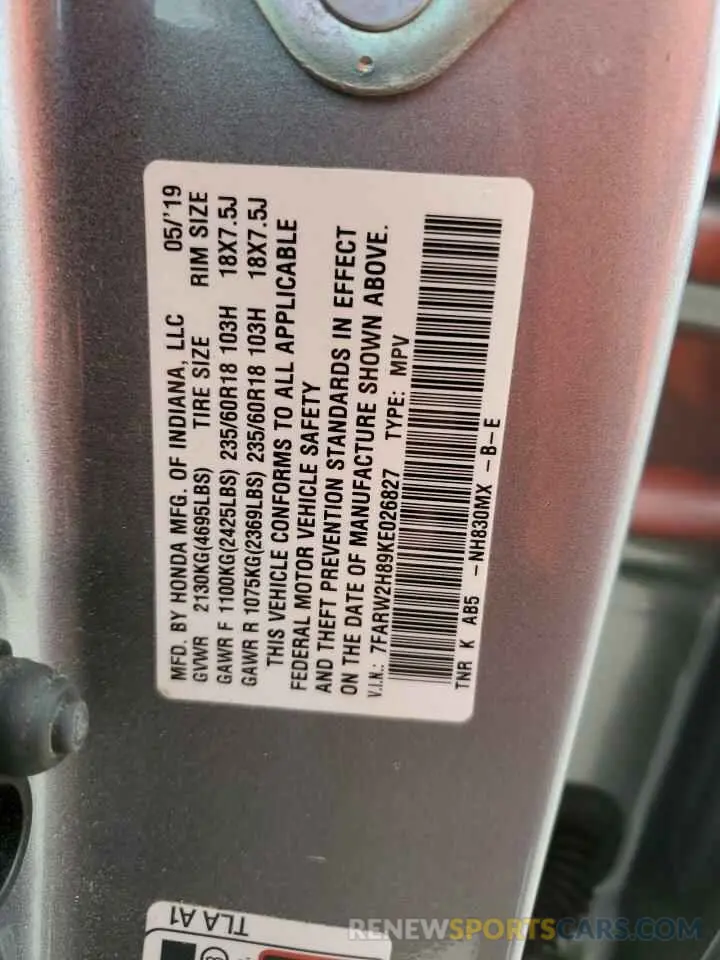 MFD. BY HONDA MFG. OF INDIANA, LLC 05/'19
GVWR 2130KG(4695LBS) TIRE SIZE RIM SIZE
GAWR F 1100KG(2425LBS) 235/60R18 103H 18X7.5J
GAWR R 1075KG(2369LBS) 235/60R18 103H 18X7.5J
THIS VEHICLE CONFORMS TO ALL APPLICABLE
FEDERAL MOTOR VEHICLE SAFETY
AND THEFT PREVENTION STANDARDS IN EFFECT
ON THE DATE OF MANUFACTURE SHOWN ABOVE.
V.I.N.: 7FARW2H89KE026827 TYPE: MPV
TNR K AB5 -NH830MX -B-E
TLA A1
RENEWSPORTSCARS.COM